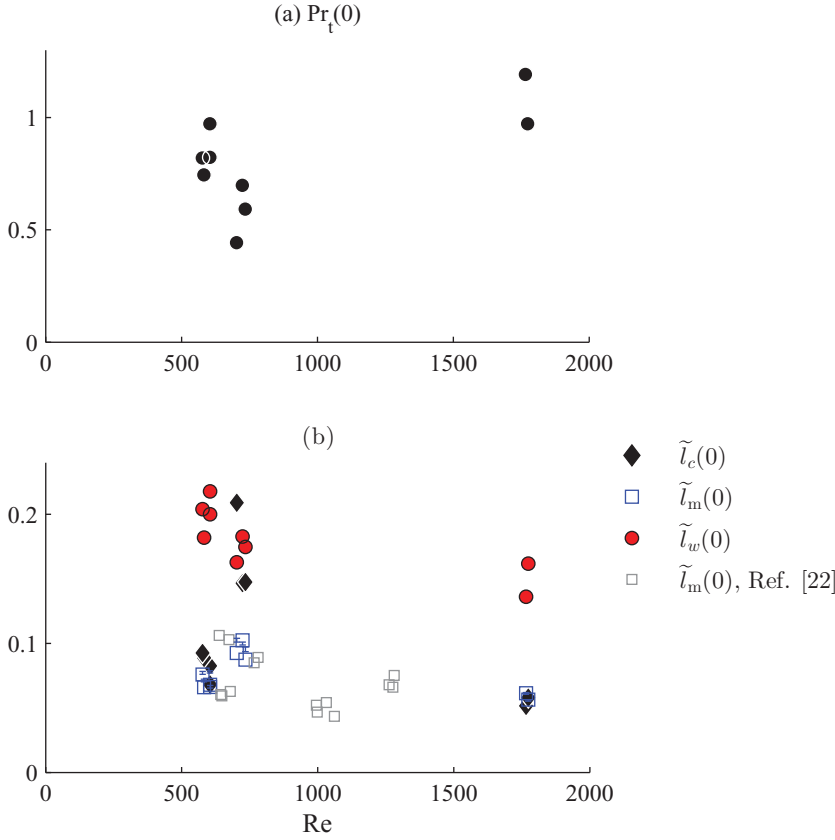 (a) Pr_t(0)
1
0.5
0
0 500 1000 1500 2000
(b)
0.2
0.1
0
0 500 1000 1500 2000
Re
l̃_c(0)
l̃_m(0)
l̃_w(0)
l̃_m(0), Ref. [22]